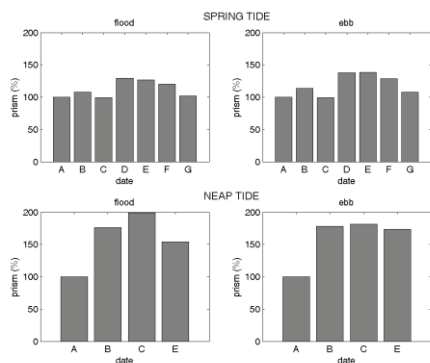 SPRING TIDE
flood
prism (%)
200
150
100
50
0
A B C D E F G
date
ebb
prism (%)
200
150
100
50
0
A B C D E F G
date
NEAP TIDE
flood
prism (%)
200
150
100
50
0
A B C E
date
ebb
prism (%)
200
150
100
50
0
A B C E
date